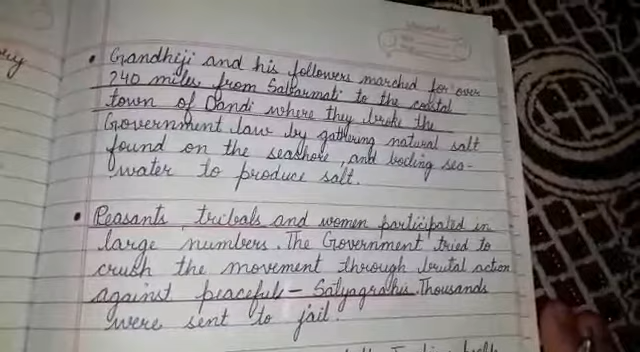 Gandhiji and his followers marched for over
240 miles from Sabarmati to the coastal
town of Dandi where they broke the
Government law by gathering natural salt
found on the seashore, and boiling sea-
water to produce salt.
Peasants, tribals and women participated in
large numbers. The Government tried to
crush the movement through brutal action
against peaceful - Satyagrahis. Thousands
were sent to jail.